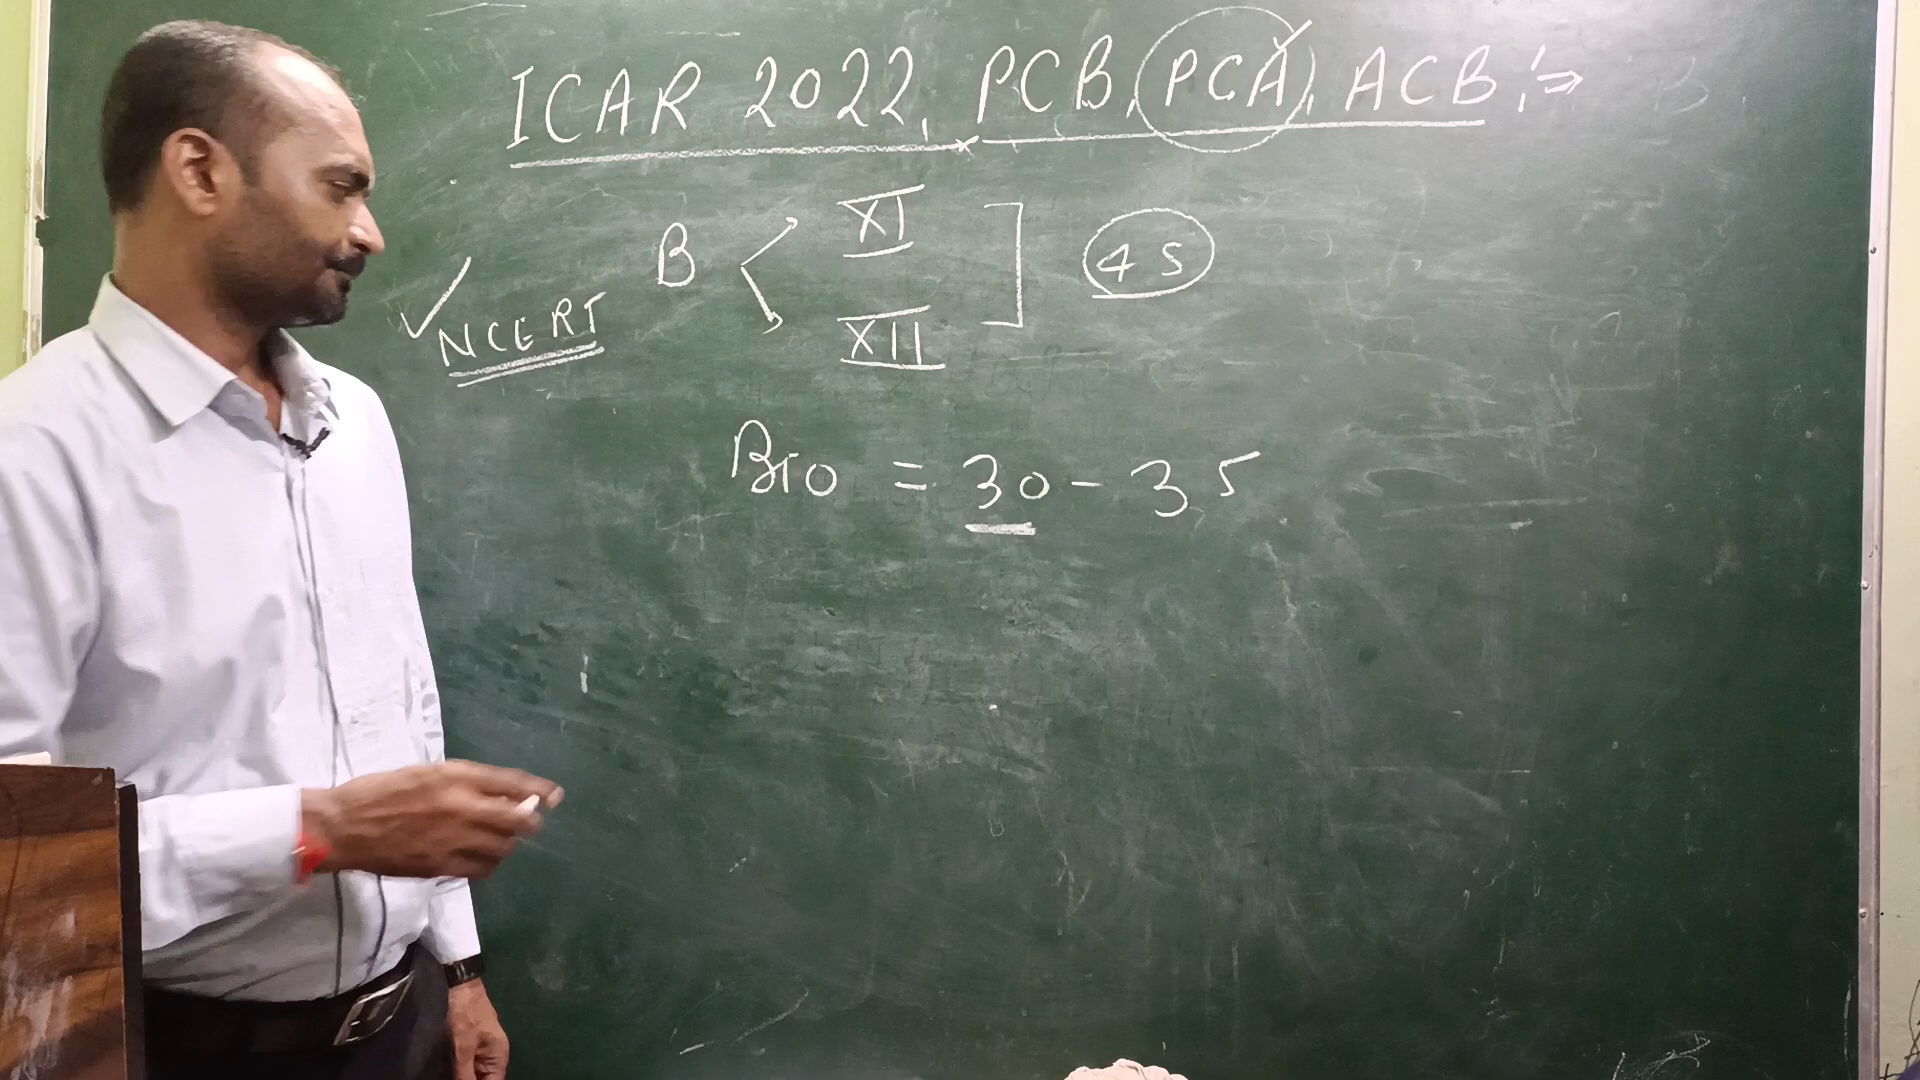 ICAR 2022, PCB, PCA, ACB :⇒
B XI 45
✓ NCERT XII
Bio = 30 - 35